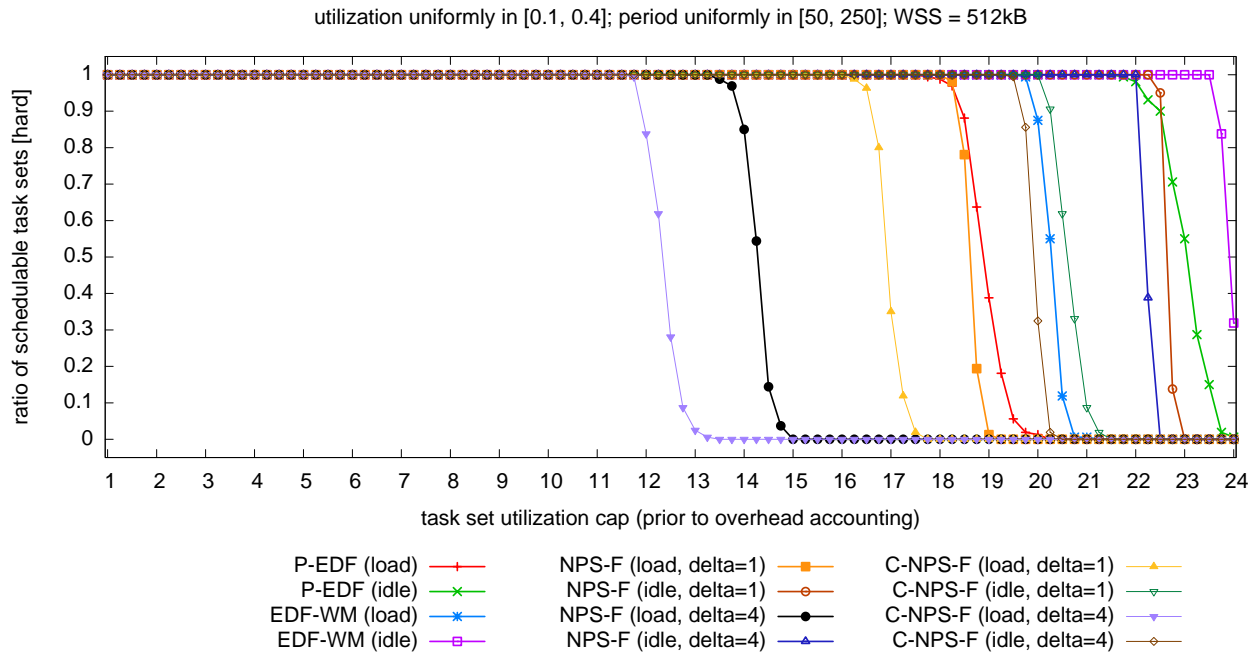 utilization uniformly in [0.1, 0.4]; period uniformly in [50, 250]; WSS = 512kB
ratio of schedulable task sets [hard]
1
0.9
0.8
0.7
0.6
0.5
0.4
0.3
0.2
0.1
0
1 2 3 4 5 6 7 8 9 10 11 12 13 14 15 16 17 18 19 20 21 22 23 24
task set utilization cap (prior to overhead accounting)
P-EDF (load) NPS-F (load, delta=1) C-NPS-F (load, delta=1)
P-EDF (idle) NPS-F (idle, delta=1) C-NPS-F (idle, delta=1)
EDF-WM (load) NPS-F (load, delta=4) C-NPS-F (load, delta=4)
EDF-WM (idle) NPS-F (idle, delta=4) C-NPS-F (idle, delta=4)